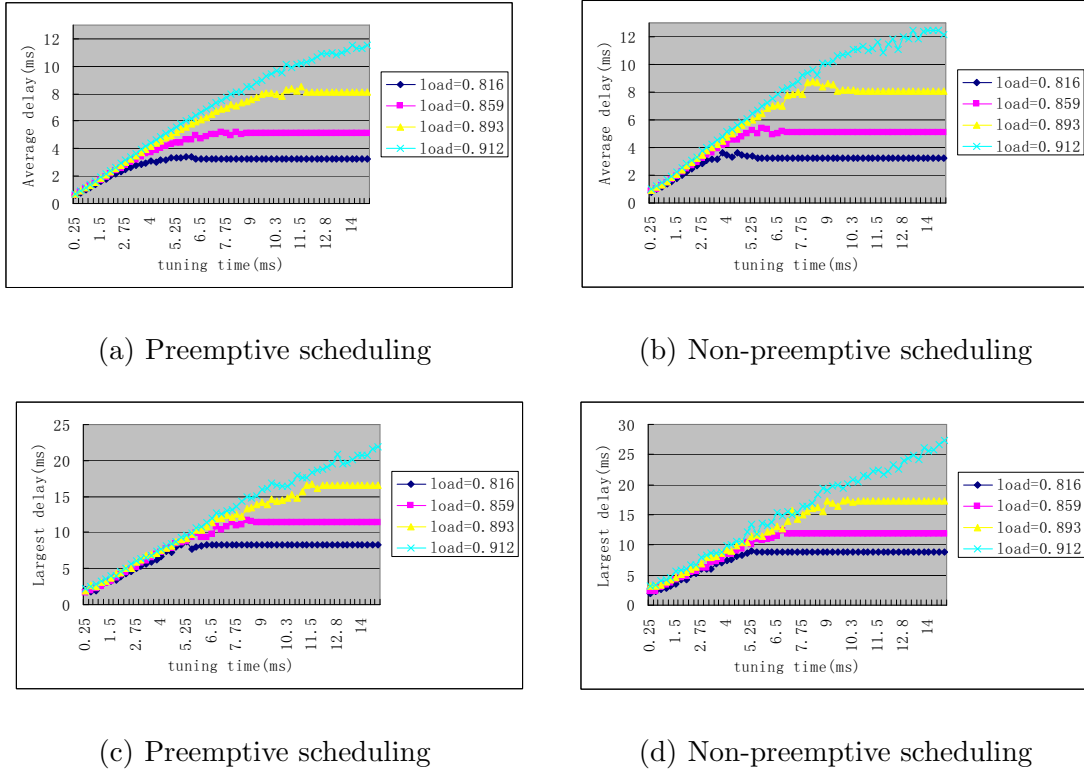 Average delay(ms)
12
10
8
6
4
2
0
0.25
1.5
2.75
4
5.25
6.5
7.75
9
10.3
11.5
12.8
14
tuning time(ms)
load=0.816
load=0.859
load=0.893
load=0.912
(a) Preemptive scheduling
Average delay(ms)
12
10
8
6
4
2
0
0.25
1.5
2.75
4
5.25
6.5
7.75
9
10.3
11.5
12.8
14
tuning time(ms)
load=0.816
load=0.859
load=0.893
load=0.912
(b) Non-preemptive scheduling
Largest delay(ms)
25
20
15
10
5
0
0.25
1.5
2.75
4
5.25
6.5
7.75
9
10.3
11.5
12.8
14
tuning time(ms)
load=0.816
load=0.859
load=0.893
load=0.912
(c) Preemptive scheduling
Largest delay(ms)
30
25
20
15
10
5
0
0.25
1.5
2.75
4
5.25
6.5
7.75
9
10.3
11.5
12.8
14
tuning time(ms)
load=0.816
load=0.859
load=0.893
load=0.912
(d) Non-preemptive scheduling